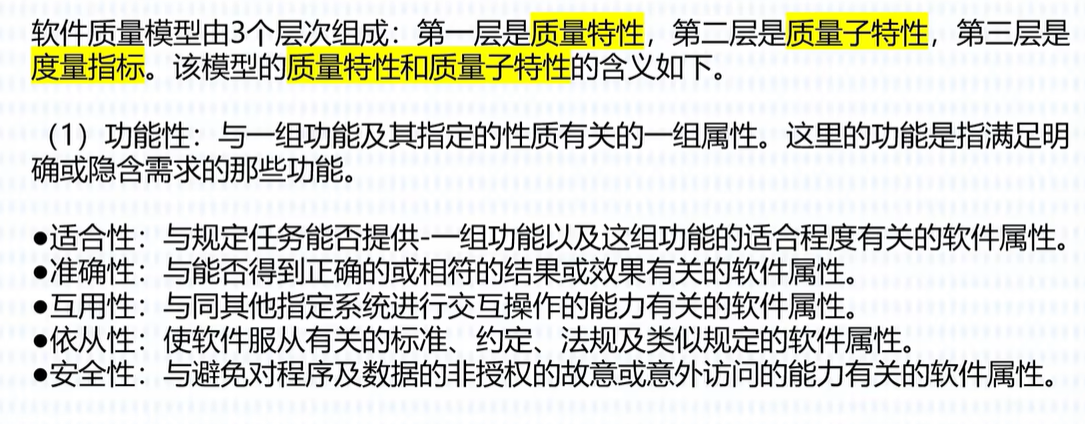 软件质量模型由3个层次组成：第一层是质量特性，第二层是质量子特性，第三层是
度量指标。该模型的质量特性和质量子特性的含义如下。
（1）功能性：与一组功能及其指定的性质有关的一组属性。这里的功能是指满足明
确或隐含需求的那些功能。
●适合性：与规定任务能否提供-一组功能以及这组功能的适合程度有关的软件属性。
●准确性：与能否得到正确的或相符的结果或效果有关的软件属性。
●互用性：与同其他指定系统进行交互操作的能力有关的软件属性。
●依从性：使软件服从有关的标准、约定、法规及类似规定的软件属性。
●安全性：与避免对程序及数据的非授权的故意或意外访问的能力有关的软件属性。